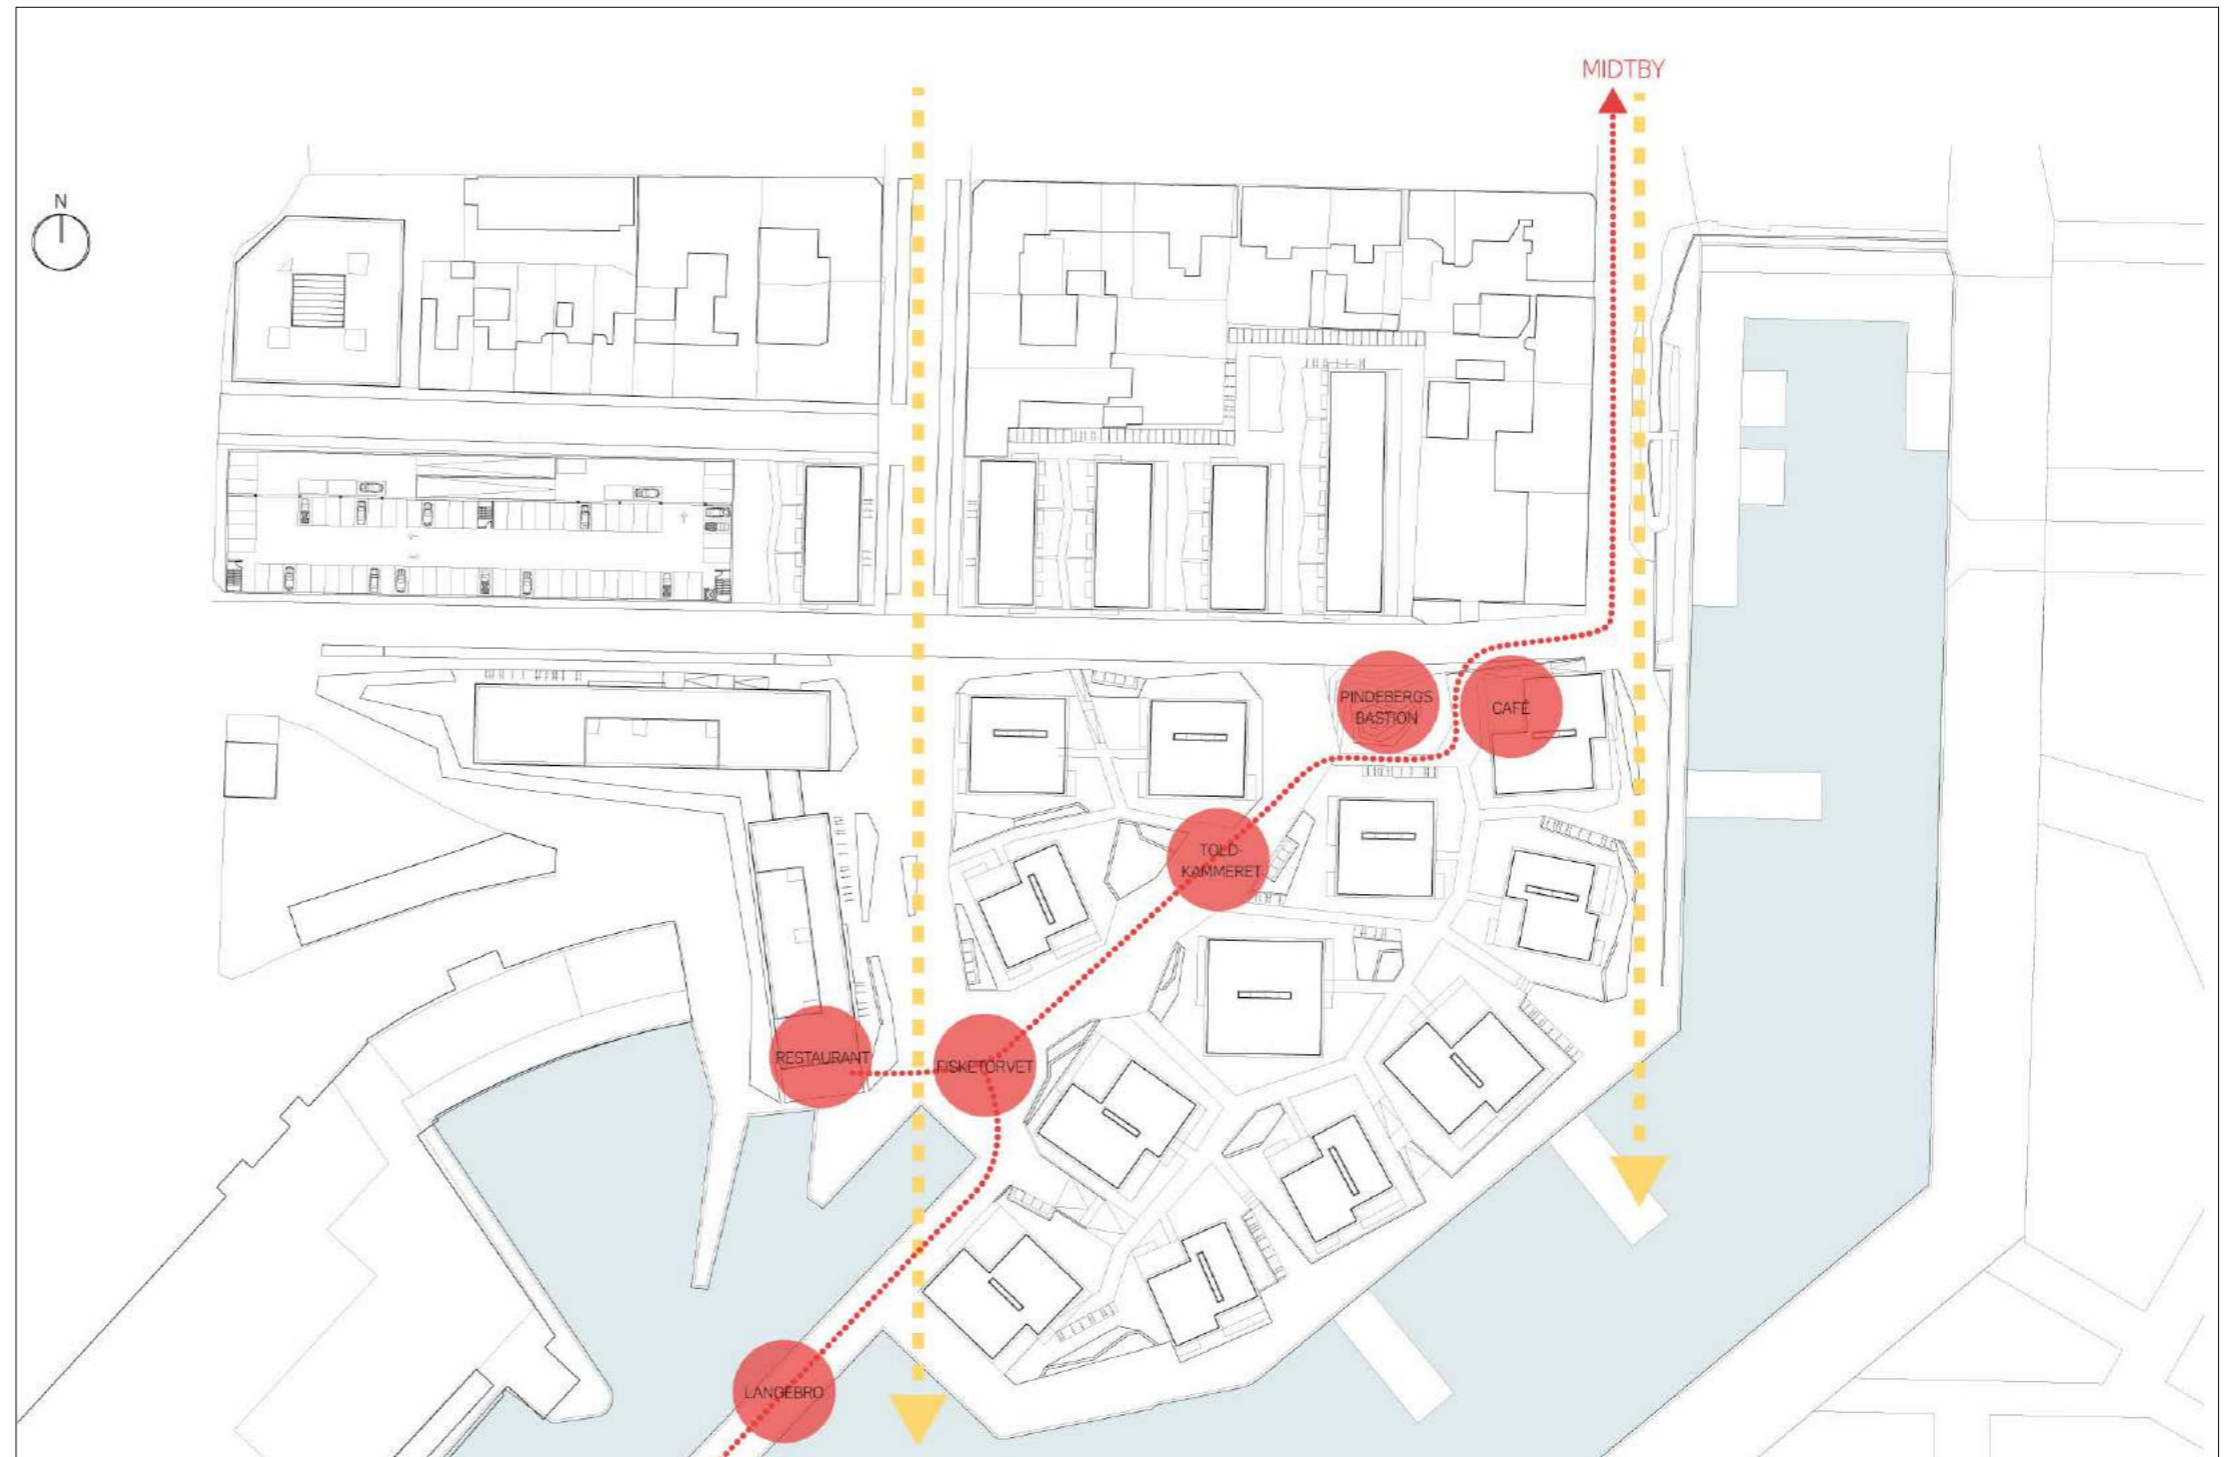 MIDTBY
N
PINDEBERGS
BASTION
CAFÉ
TOLD-
KAMMERET
RESTAURANT
FISKETORVET
LANGEBRO